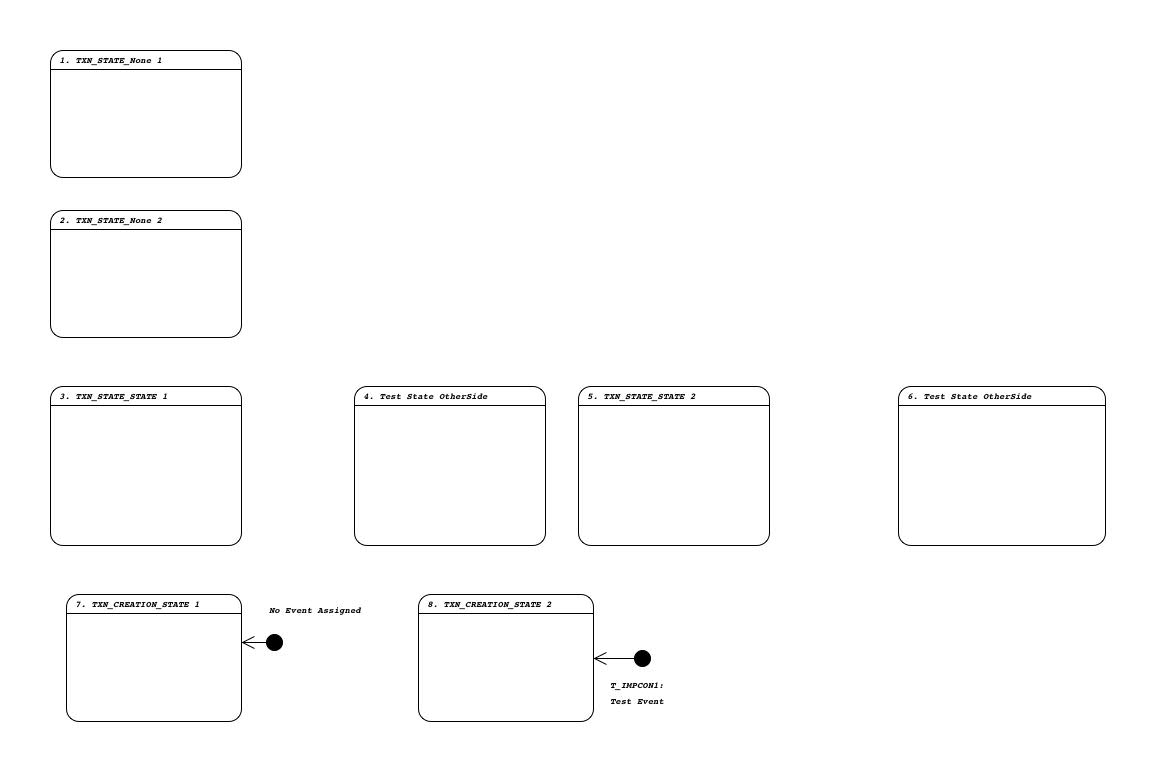 1. TXN_STATE_None 1
2. TXN_STATE_None 2
3. TXN_STATE_STATE 1
4. Test State OtherSide
5. TXN_STATE_STATE 2
6. Test State OtherSide
7. TXN_CREATION_STATE 1
No Event Assigned
8. TXN_CREATION_STATE 2
T_IMPCON1:
Test Event